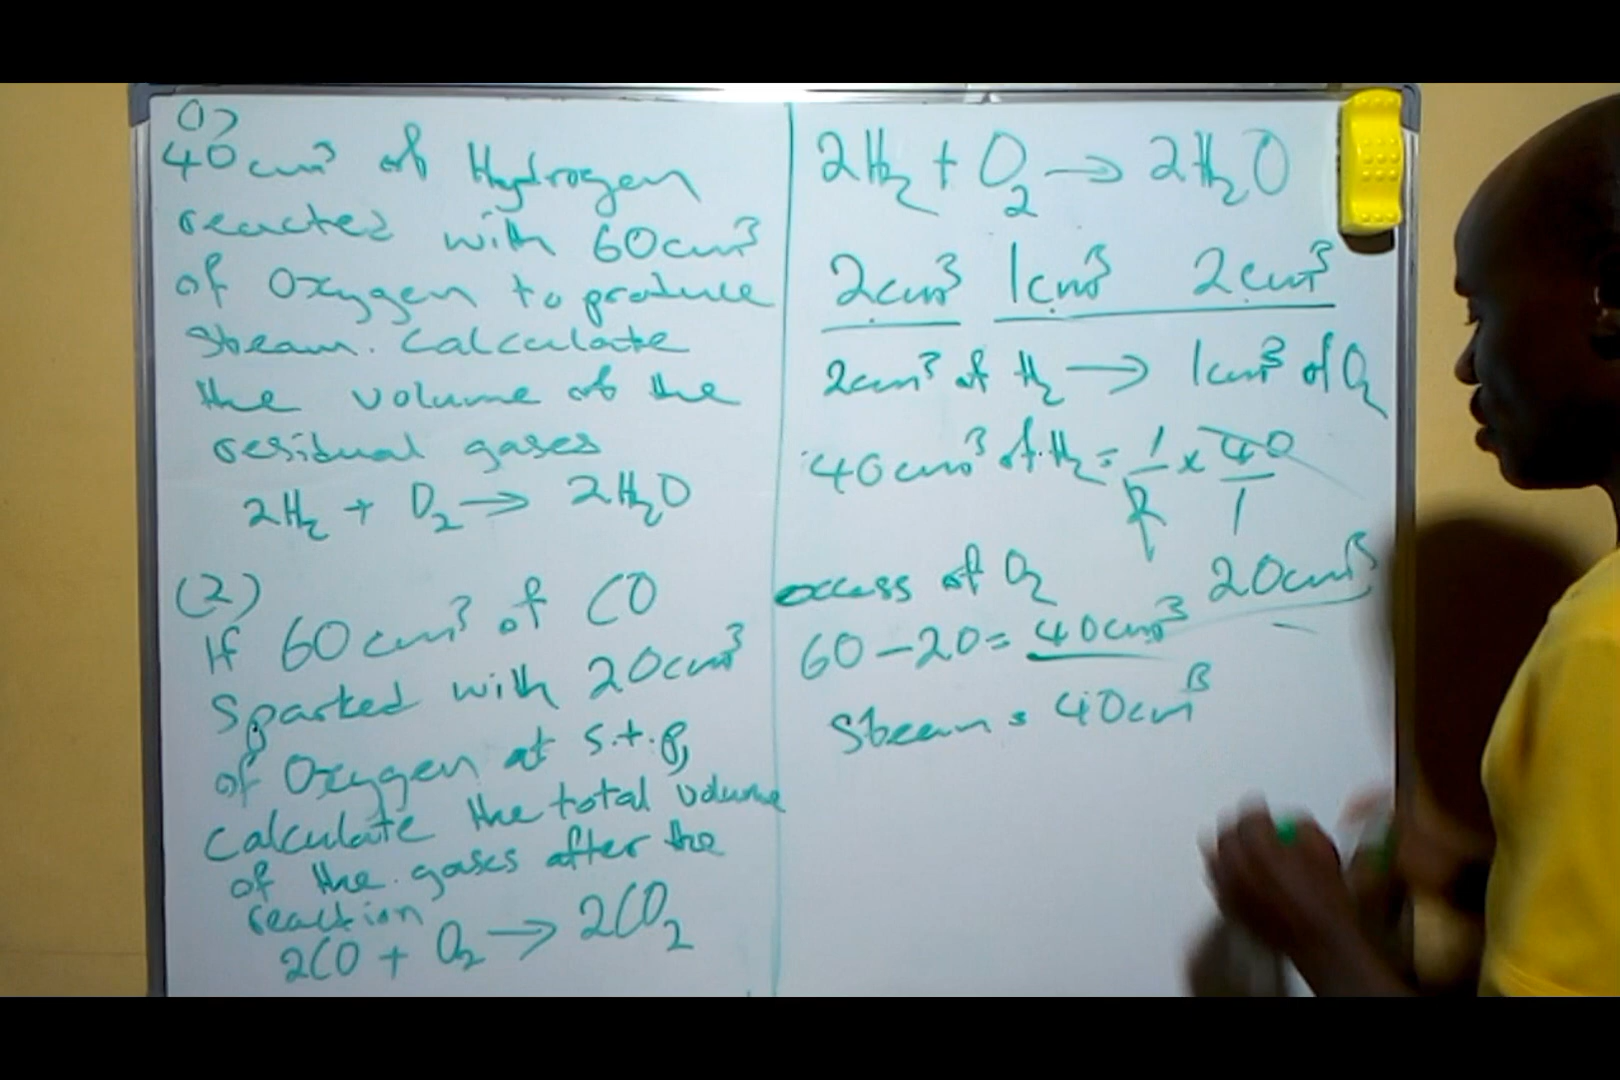 1)
40cm³ of Hydrogen
reacted with 60cm³
of Oxygen to produce
steam. Calculate
the volume of the
residual gases
2H₂ + O₂ → 2H₂O
(2)
If 60cm³ of CO
Sparked with 20cm³
of Oxygen at s.t.p,
Calculate the total volume
of the gases after the
reaction
2CO + O₂ → 2CO₂
2H₂ + O₂ → 2H₂O
2cm³ 1cm³ 2cm³
2cm³ of H₂ → 1cm³ of O₂
40cm³ of H₂ = 1/2 × 40/1
20cm³
excess of O₂
60 - 20 = 40cm³
Steam = 40cm³